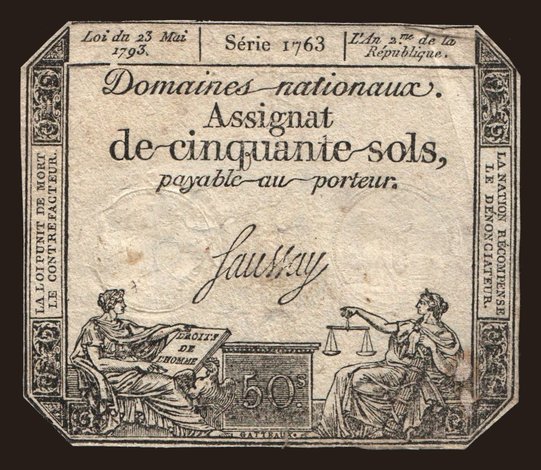 Loi du 23 Mai
1793.
Série 1763
L'An 2.me de la
République.
Domaines nationaux.
Assignat
de cinquante sols,
payable au porteur.
LA LOI PUNIT DE MORT
LE CONTREFACTEUR.
LA NATION RÉCOMPENSE
LE DÉNONCIATEUR.
Saussay
DROITS
DE
L'HOMME
50 s
GATTEAUX